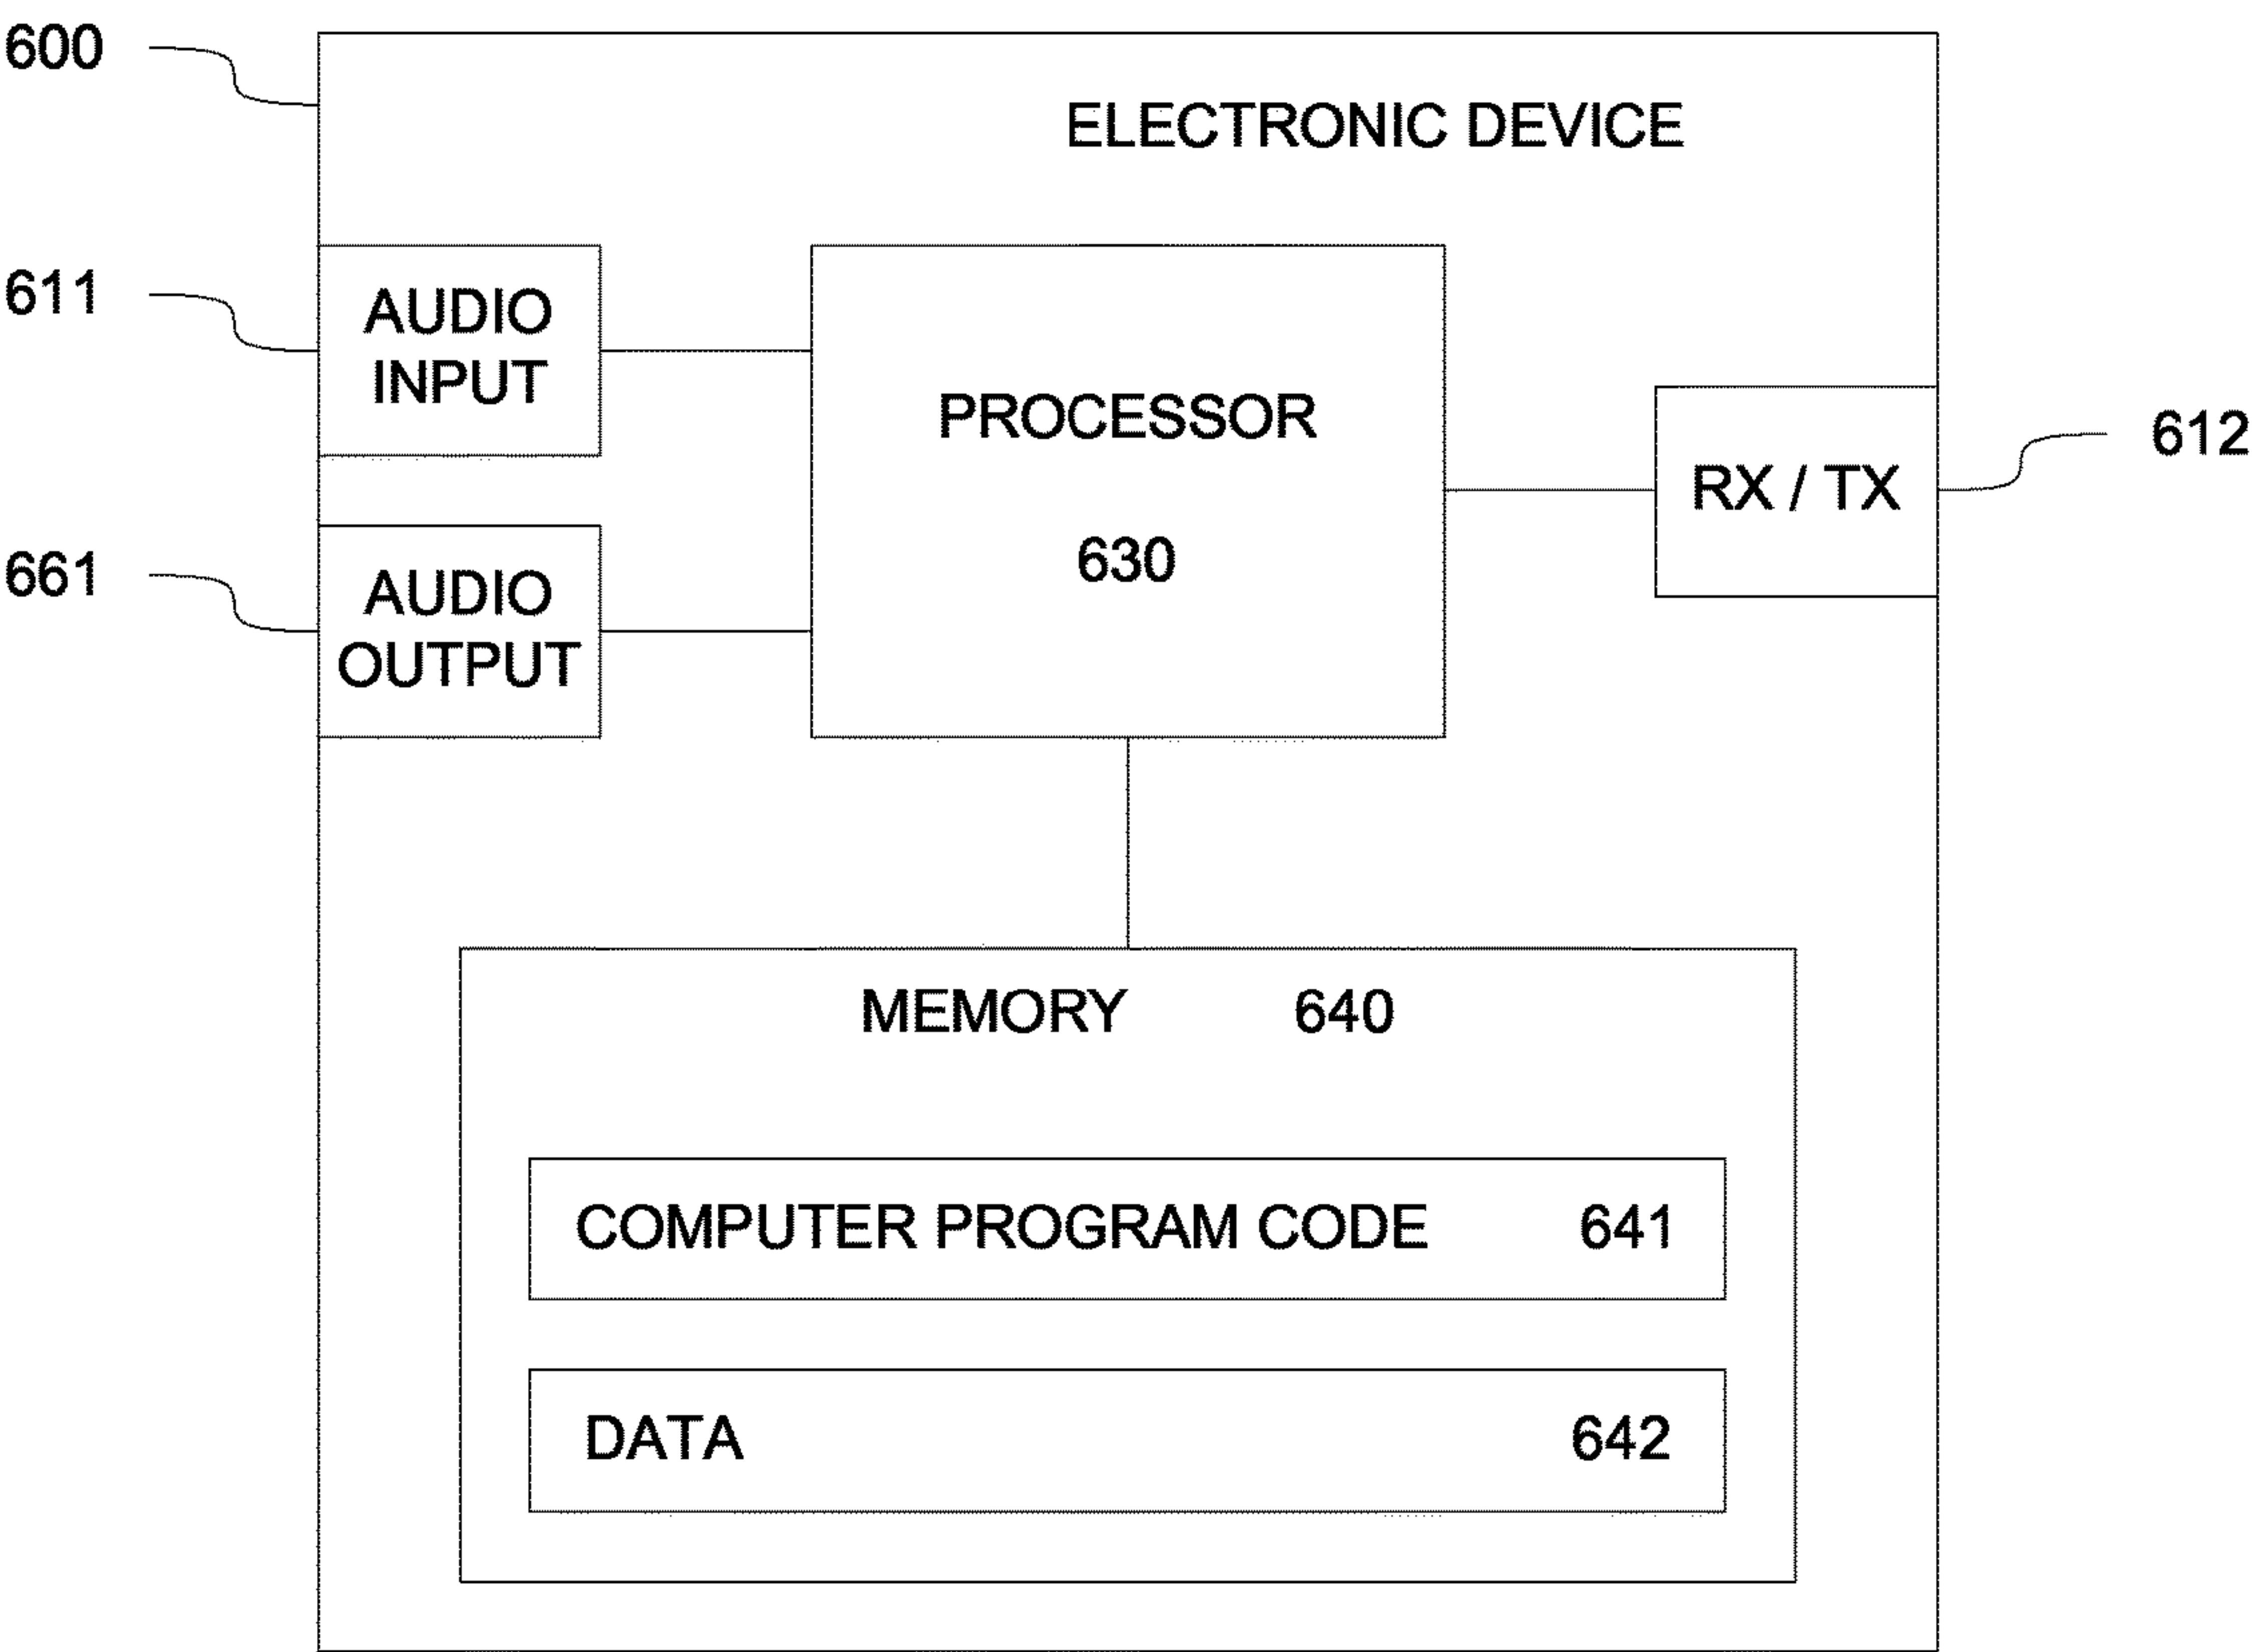 600
ELECTRONIC DEVICE
611
AUDIO
INPUT
PROCESSOR
630
RX / TX
612
661
AUDIO
OUTPUT
MEMORY 640
COMPUTER PROGRAM CODE 641
DATA 642